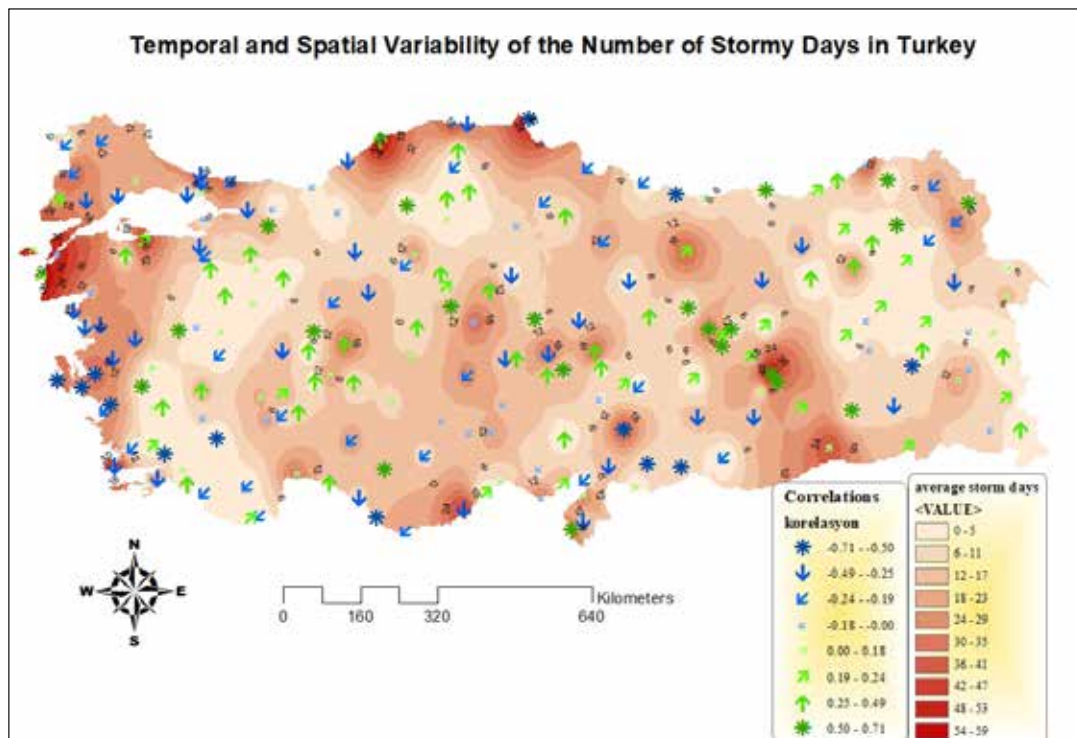 Temporal and Spatial Variability of the Number of Stormy Days in Turkey
N
W
E
S
Kilometers
0
160
320
640
Correlations
korelasyon
-0.71 - -0.50
-0.49 - -0.25
-0.24 - -0.19
-0.18 - -0.00
0.00 - 0.18
0.19 - 0.24
0.25 - 0.49
0.50 - 0.71
average storm days
<VALUE>
0 - 5
6 - 11
12 - 17
18 - 23
24 - 29
30 - 35
36 - 41
42 - 47
48 - 53
54 - 59